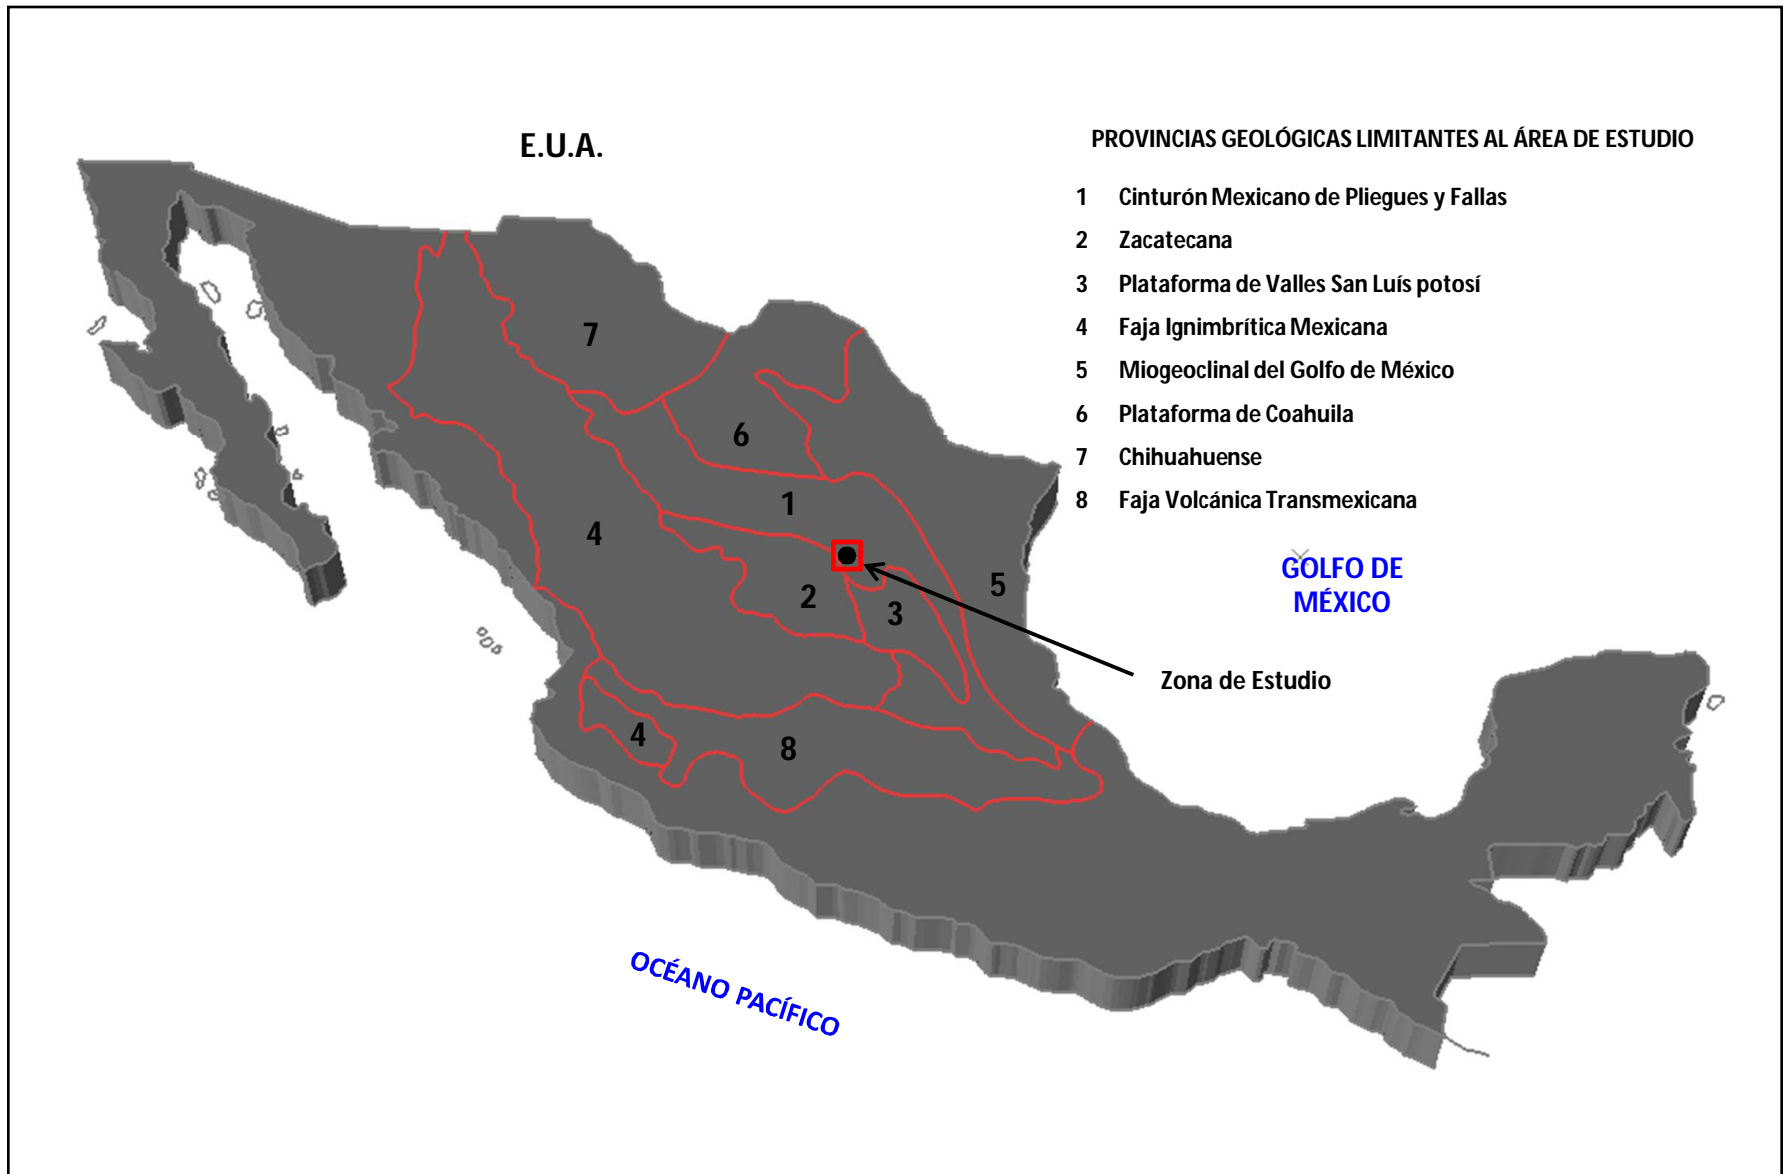 E.U.A.
PROVINCIAS GEOLÓGICAS LIMITANTES AL ÁREA DE ESTUDIO
1 Cinturón Mexicano de Pliegues y Fallas
2 Zacatecana
3 Plataforma de Valles San Luís potosí
4 Faja Ignimbrítica Mexicana
5 Miogeoclinal del Golfo de México
6 Plataforma de Coahuila
7 Chihuahuense
8 Faja Volcánica Transmexicana
7
6
1
4
2
3
5
GOLFO DE
MÉXICO
Zona de Estudio
4
8
OCÉANO PACÍFICO